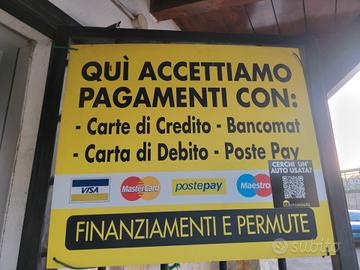 QUÌ ACCETTIAMO
PAGAMENTI CON:
- Carte di Credito - Bancomat
- Carta di Debito - Poste Pay
CERCHI UN'
AUTO USATA?
VISA
MasterCard
postepay
Maestro
FINANZIAMENTI E PERMUTE
subito